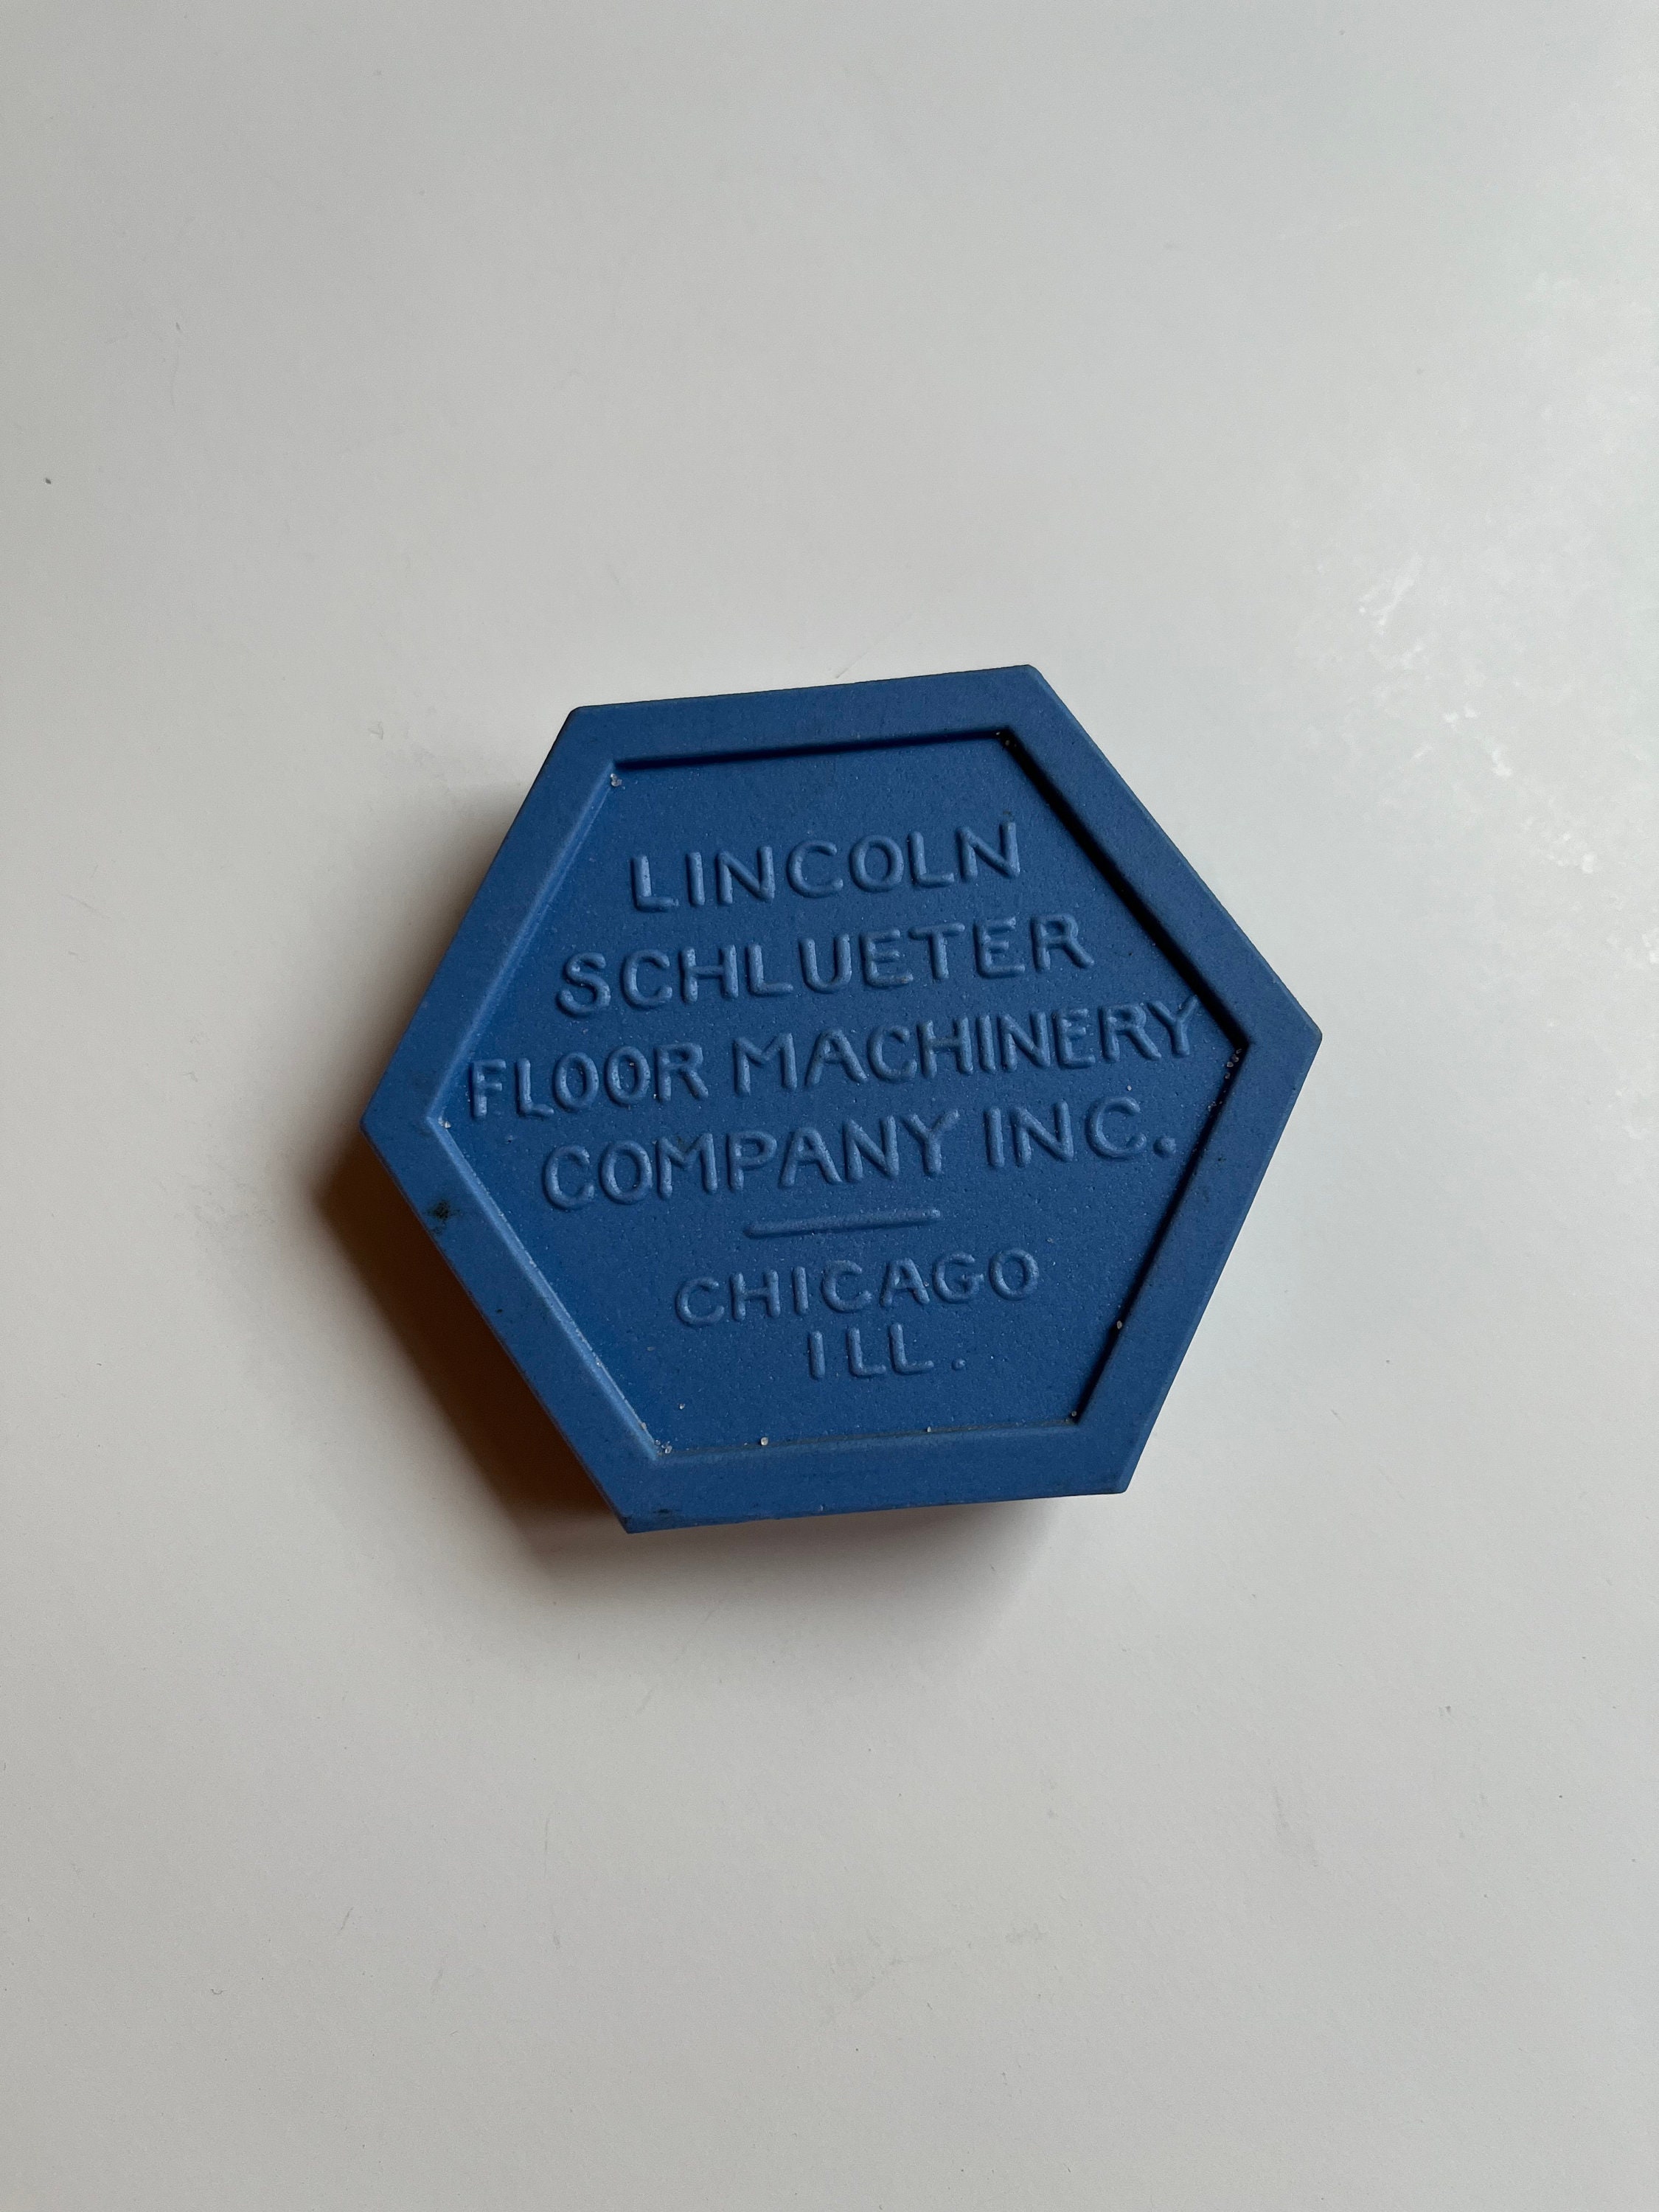 LINCOLN
SCHLUETER
FLOOR MACHINERY
COMPANY INC.
CHICAGO
ILL.